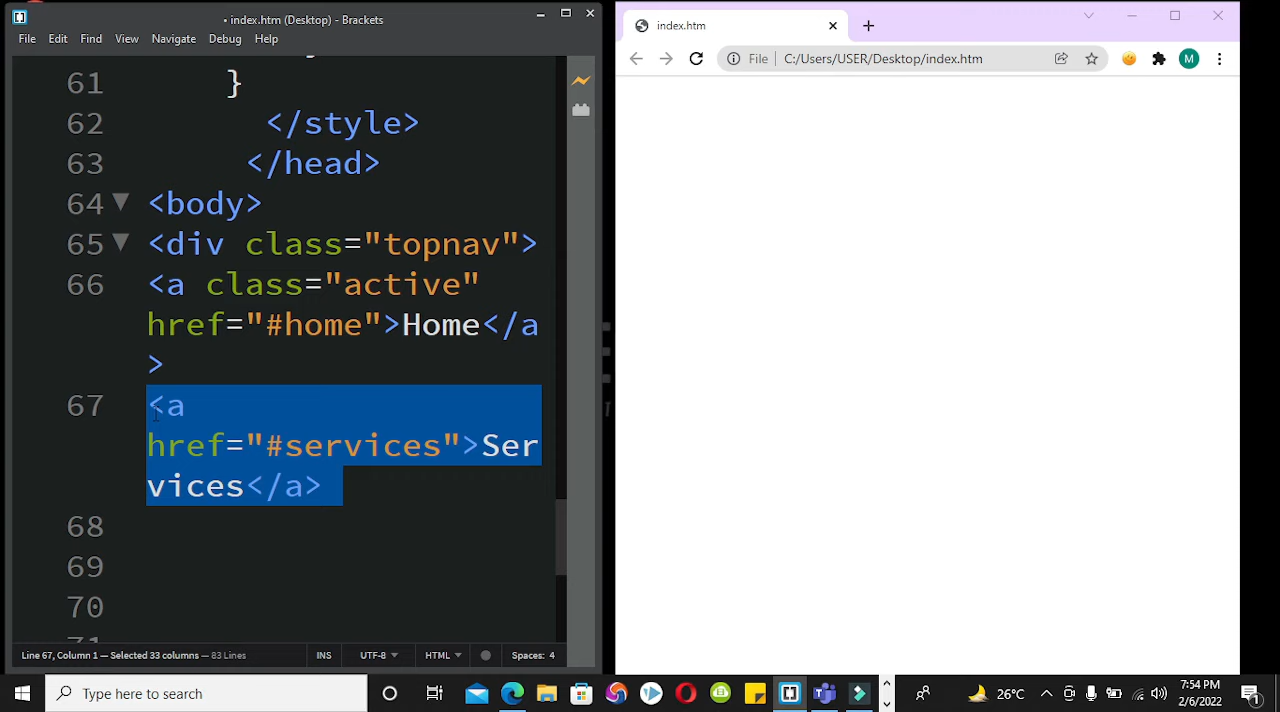 • index.htm (Desktop) - Brackets
File Edit Find View Navigate Debug Help
61 }
62 </style>
63 </head>
64 <body>
65 <div class="topnav">
66 <a class="active"
href="#home">Home</a
>
67 <a
href="#services">Ser
vices</a>
68
69
70
Line 67, Column 1 — Selected 33 columns — 83 Lines
INS UTF-8 HTML Spaces: 4
index.htm
File C:/Users/USER/Desktop/index.htm
M
Type here to search
26°C
7:54 PM
2/6/2022
1